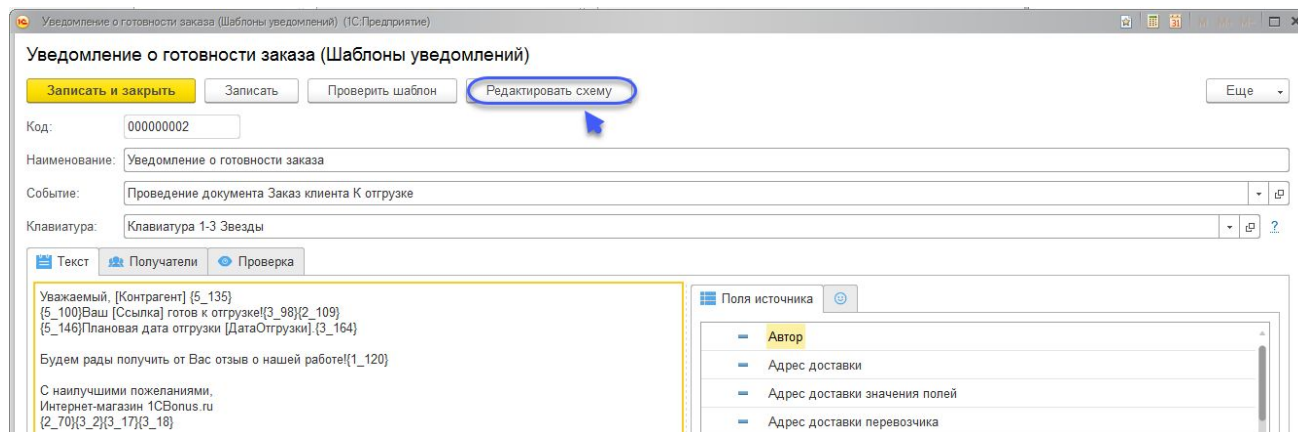 Уведомление о готовности заказа (Шаблоны уведомлений) (1С:Предприятие)
31 M M+ M-
Уведомление о готовности заказа (Шаблоны уведомлений)
Записать и закрыть Записать Проверить шаблон Редактировать схему Еще
Код: 000000002
Наименование: Уведомление о готовности заказа
Событие: Проведение документа Заказ клиента К отгрузке
Клавиатура: Клавиатура 1-3 Звезды ?
Текст Получатели Проверка
Уважаемый, [Контрагент] {5_135}
{5_100}Ваш [Ссылка] готов к отгрузке!{3_98}{2_109}
{5_146}Плановая дата отгрузки [ДатаОтгрузки].{3_164}
Будем рады получить от Вас отзыв о нашей работе!{1_120}
С наилучшими пожеланиями,
Интернет-магазин 1CBonus.ru
{2_70}{3_2}{3_17}{3_18}
Поля источника
Автор
Адрес доставки
Адрес доставки значения полей
Адрес доставки перевозчика